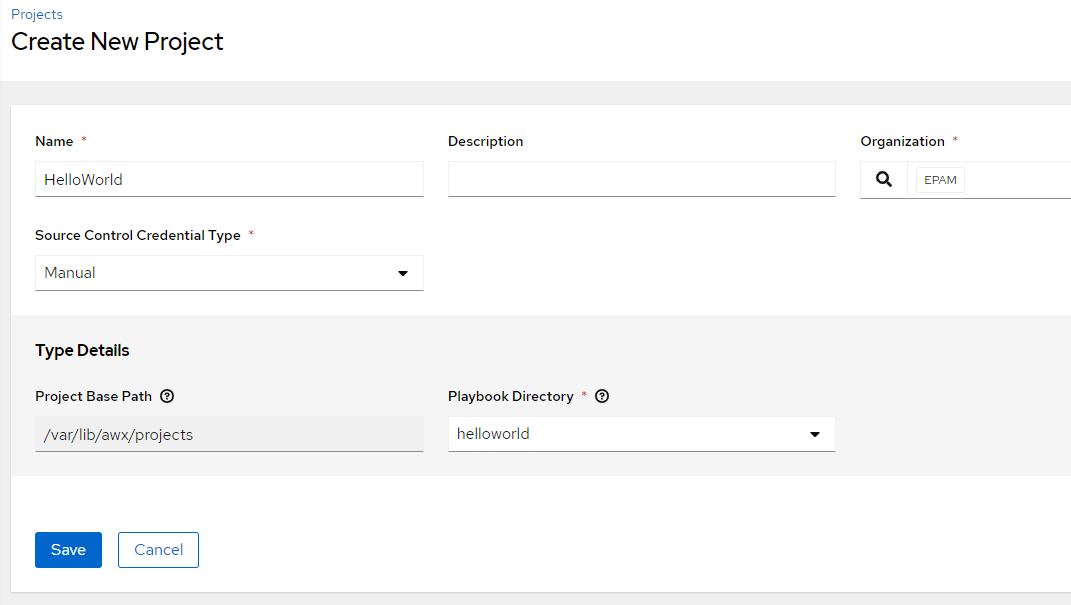 Projects
Create New Project
Name *
Description
Organization *
HelloWorld
EPAM
Source Control Credential Type *
Manual
Type Details
Project Base Path
Playbook Directory *
/var/lib/awx/projects
helloworld
Save
Cancel